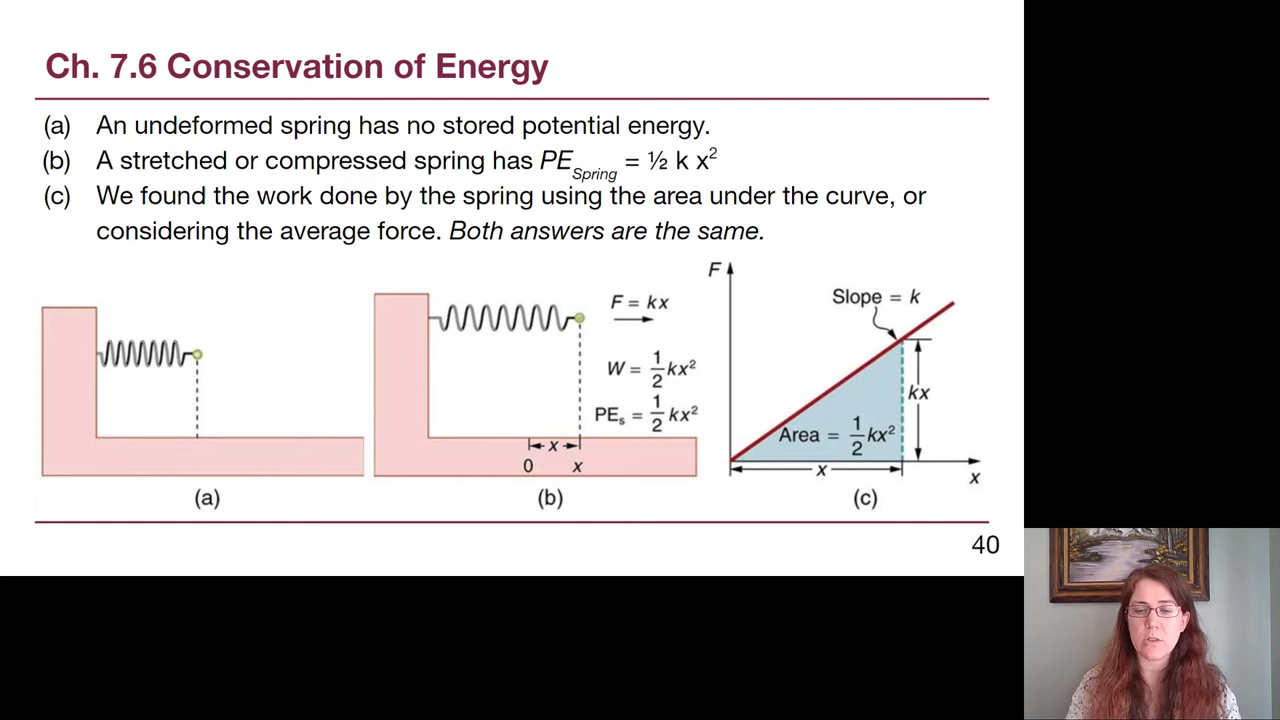 Ch. 7.6 Conservation of Energy
(a) An undeformed spring has no stored potential energy.
(b) A stretched or compressed spring has PE_Spring = ½ k x²
(c) We found the work done by the spring using the area under the curve, or
considering the average force. Both answers are the same.
(a)
F = kx
W = 1/2 kx²
PEₛ = 1/2 kx²
x
0 x
(b)
F
Slope = k
kx
Area = 1/2 kx²
x
x
(c)
40